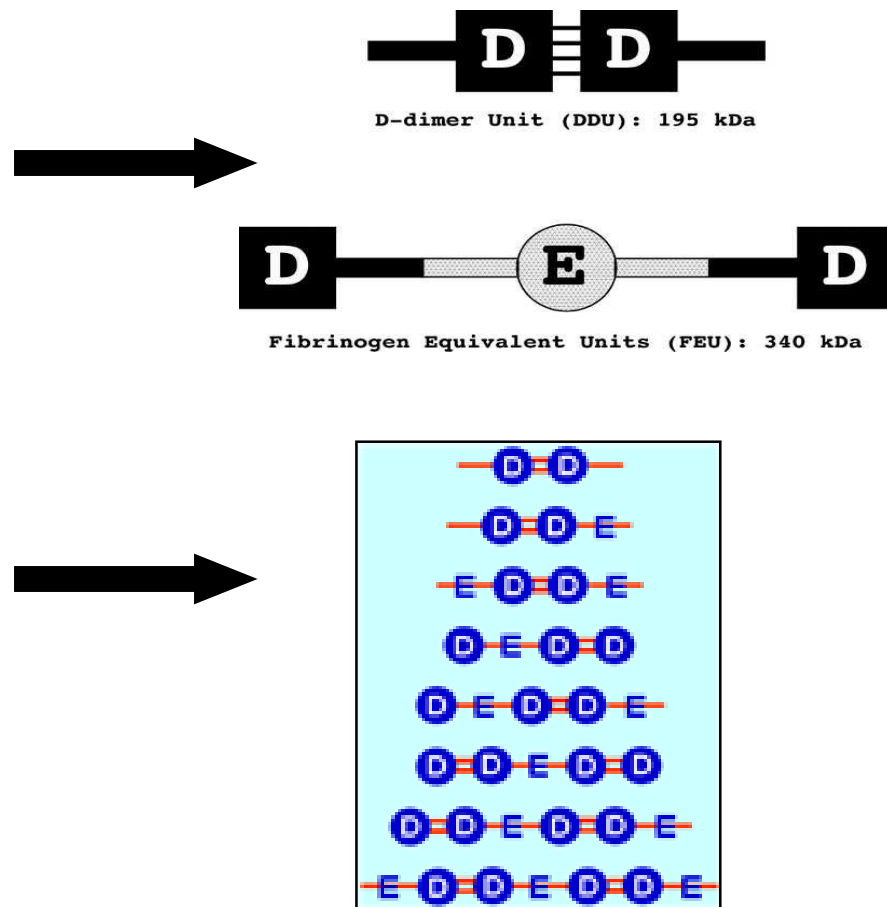 D D
D-dimer Unit (DDU): 195 kDa
D E D
Fibrinogen Equivalent Units (FEU): 340 kDa
D D
D D E
E D D E
D E D D
D E D D E
D D E D D
D D E D D E
E D D E D D E